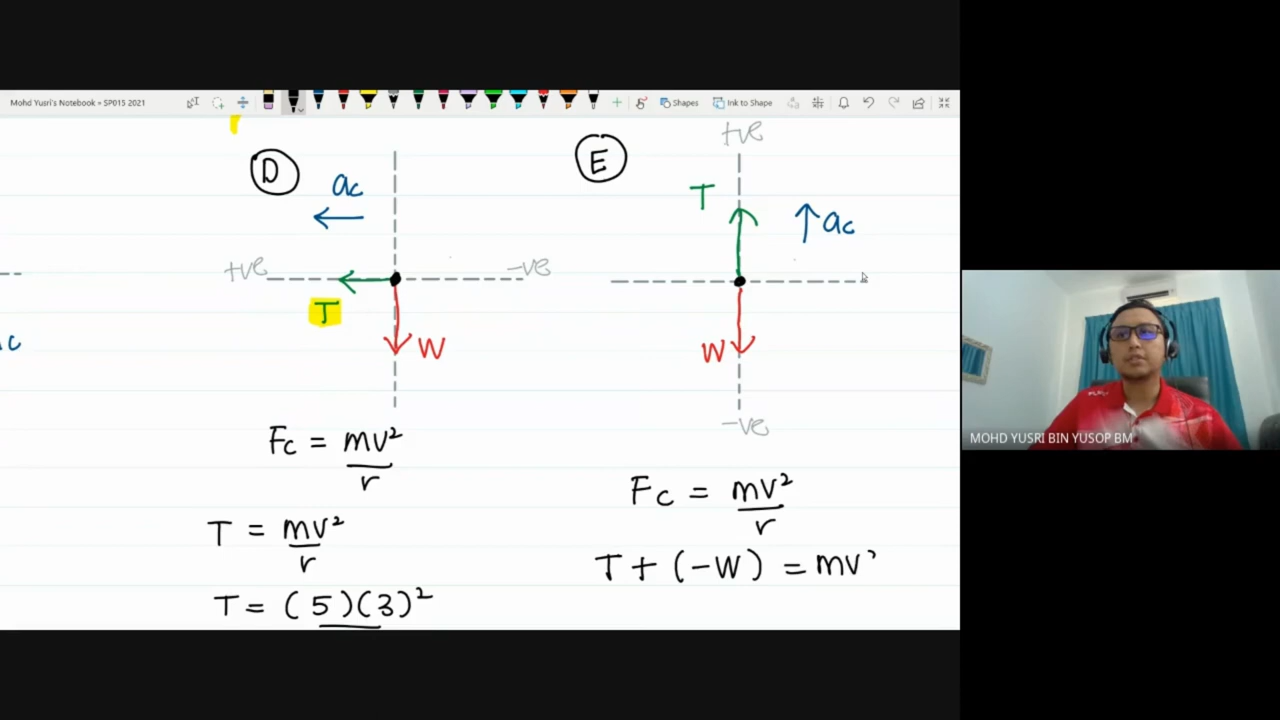 Mohd Yusri's Notebook » SP015 2021
Shapes
Ink to Shape
D
ac
+ve
-ve
T
W
Fc = mv²
r
T = mv²
r
T = (5)(3)²
E
+ve
T
ac
W
-ve
Fc = mv²
r
T + (-W) = mv
MOHD YUSRI BIN YUSOP BM